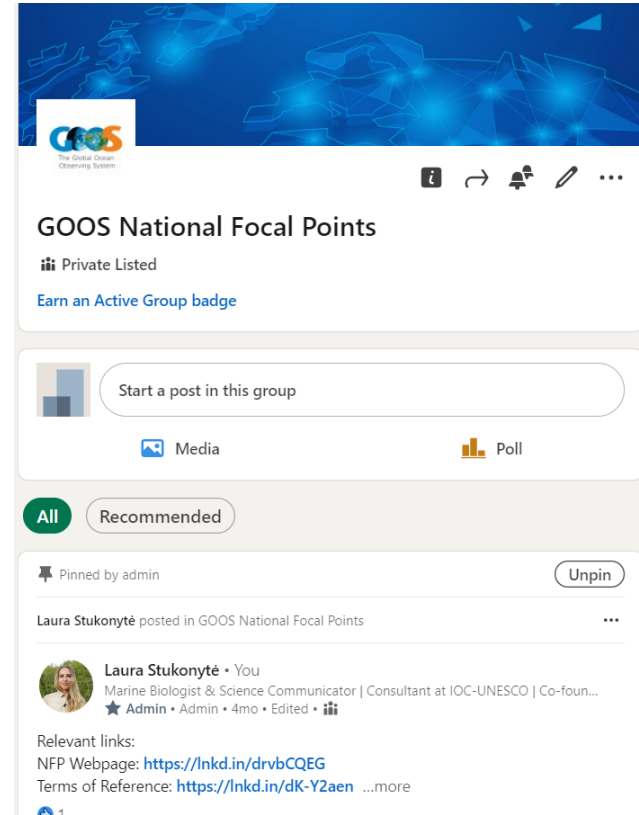 GOOS
The Global Ocean
Observing System
GOOS National Focal Points
Private Listed
Earn an Active Group badge
Start a post in this group
Media
Poll
All
Recommended
Pinned by admin
Unpin
Laura Stukonytė posted in GOOS National Focal Points
Laura Stukonytė • You
Marine Biologist & Science Communicator | Consultant at IOC-UNESCO | Co-foun...
Admin • Admin • 4mo • Edited •
Relevant links:
NFP Webpage: https://lnkd.in/drvbCQEG
Terms of Reference: https://lnkd.in/dK-Y2aen ...more
1